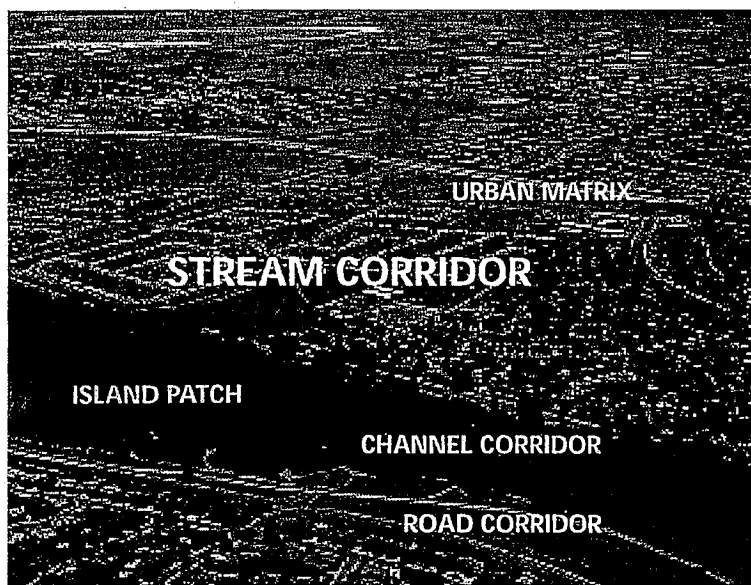 URBAN MATRIX
STREAM CORRIDOR
ISLAND PATCH
CHANNEL CORRIDOR
ROAD CORRIDOR